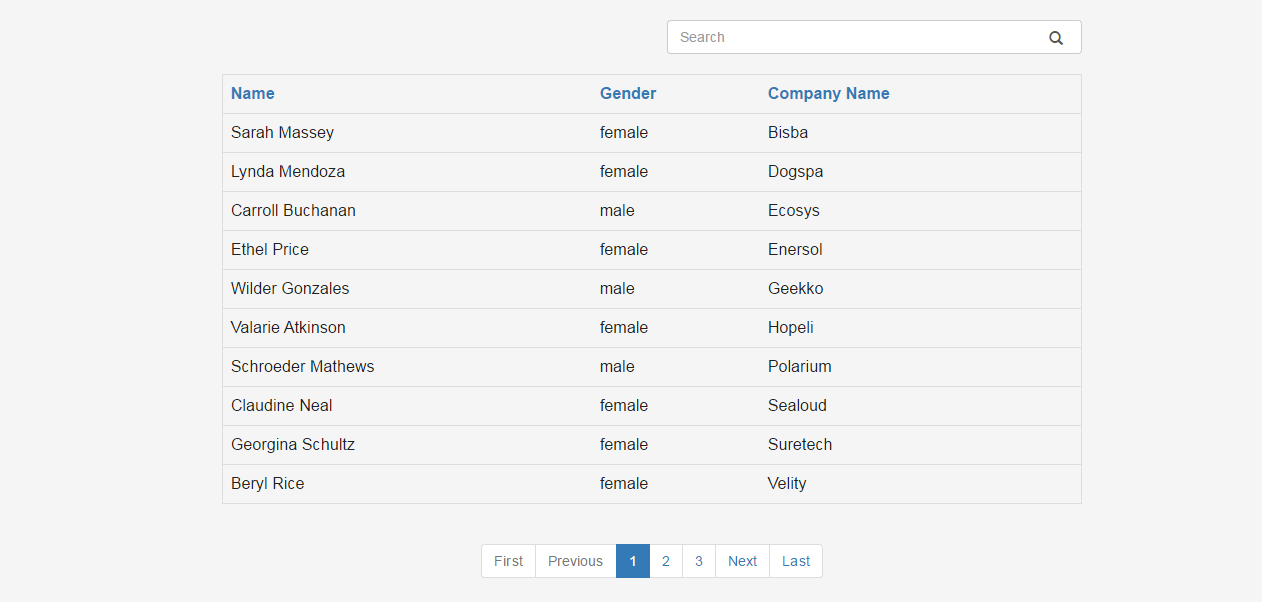 Search
Name Gender Company Name
Sarah Massey female Bisba
Lynda Mendoza female Dogspa
Carroll Buchanan male Ecosys
Ethel Price female Enersol
Wilder Gonzales male Geekko
Valarie Atkinson female Hopeli
Schroeder Mathews male Polarium
Claudine Neal female Sealoud
Georgina Schultz female Suretech
Beryl Rice female Velity
First Previous 1 2 3 Next Last